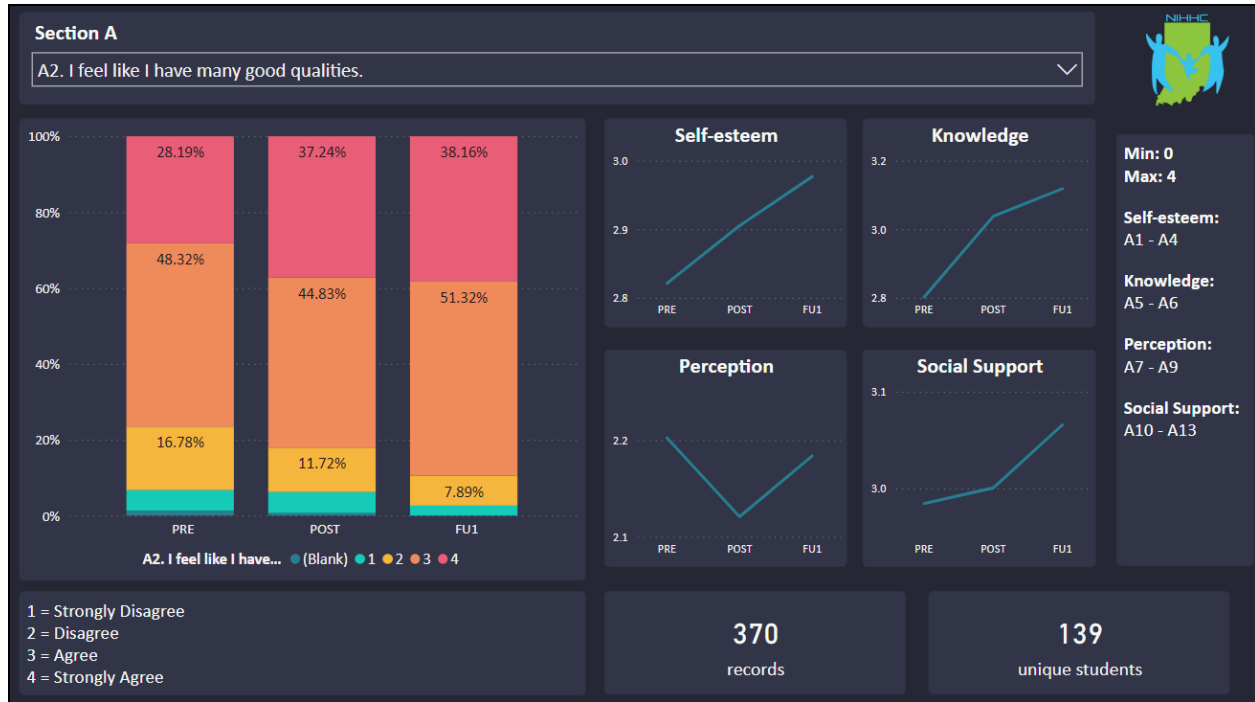 Section A
A2. I feel like I have many good qualities.
NIHHC
100%
80%
60%
40%
20%
0%
28.19%
48.32%
16.78%
37.24%
44.83%
11.72%
38.16%
51.32%
7.89%
PRE POST FU1
A2. I feel like I have... (Blank) 1 2 3 4
Self-esteem
3.0
2.9
2.8
PRE POST FU1
Knowledge
3.2
3.0
2.8
PRE POST FU1
Perception
2.2
2.1
PRE POST FU1
Social Support
3.1
3.0
PRE POST FU1
Min: 0
Max: 4
Self-esteem:
A1 - A4
Knowledge:
A5 - A6
Perception:
A7 - A9
Social Support:
A10 - A13
1 = Strongly Disagree
2 = Disagree
3 = Agree
4 = Strongly Agree
370
records
139
unique students